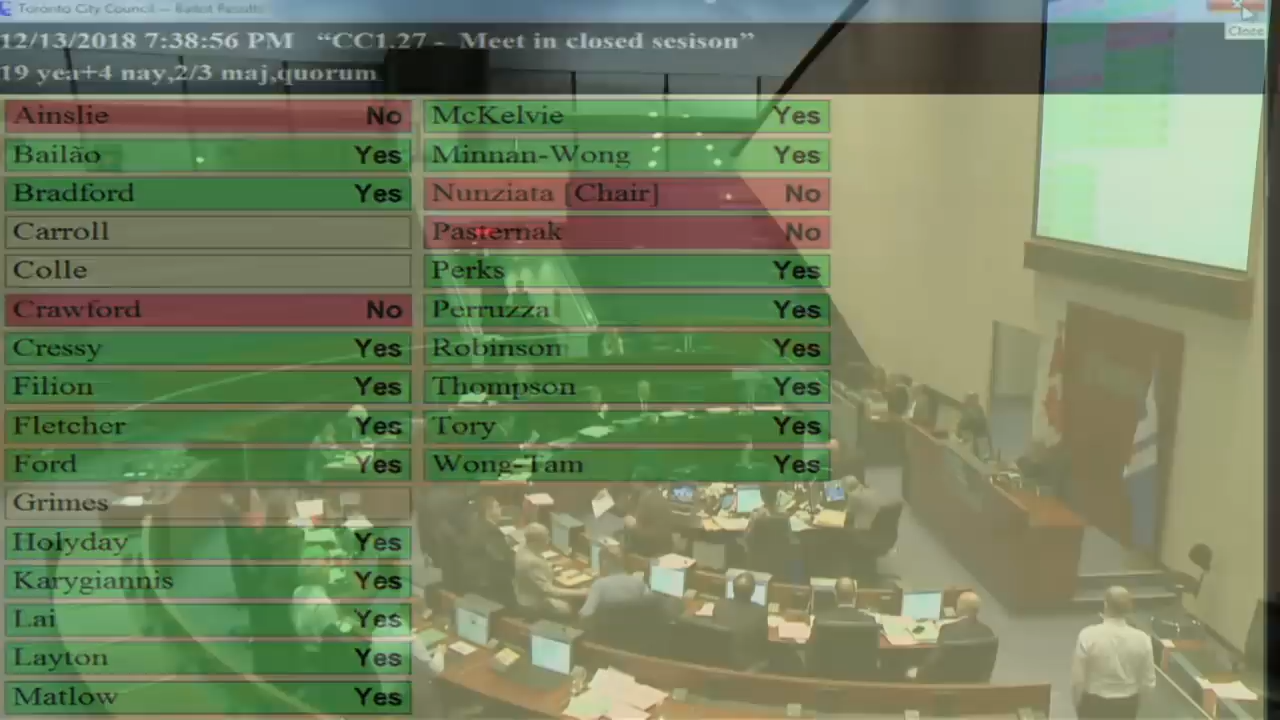 Toronto City Council -- Ballot Results
12/13/2018 7:38:56 PM “CC1.27 - Meet in closed sesison”
19 yea+4 nay,2/3 maj,quorum
Ainslie No
Bailão Yes
Bradford Yes
Carroll
Colle
Crawford No
Cressy Yes
Filion Yes
Fletcher Yes
Ford Yes
Grimes
Holyday Yes
Karygiannis Yes
Lai Yes
Layton Yes
Matlow Yes
McKelvie Yes
Minnan-Wong Yes
Nunziata [Chair] No
Pasternak No
Perks Yes
Perruzza Yes
Robinson Yes
Thompson Yes
Tory Yes
Wong-Tam Yes
Close